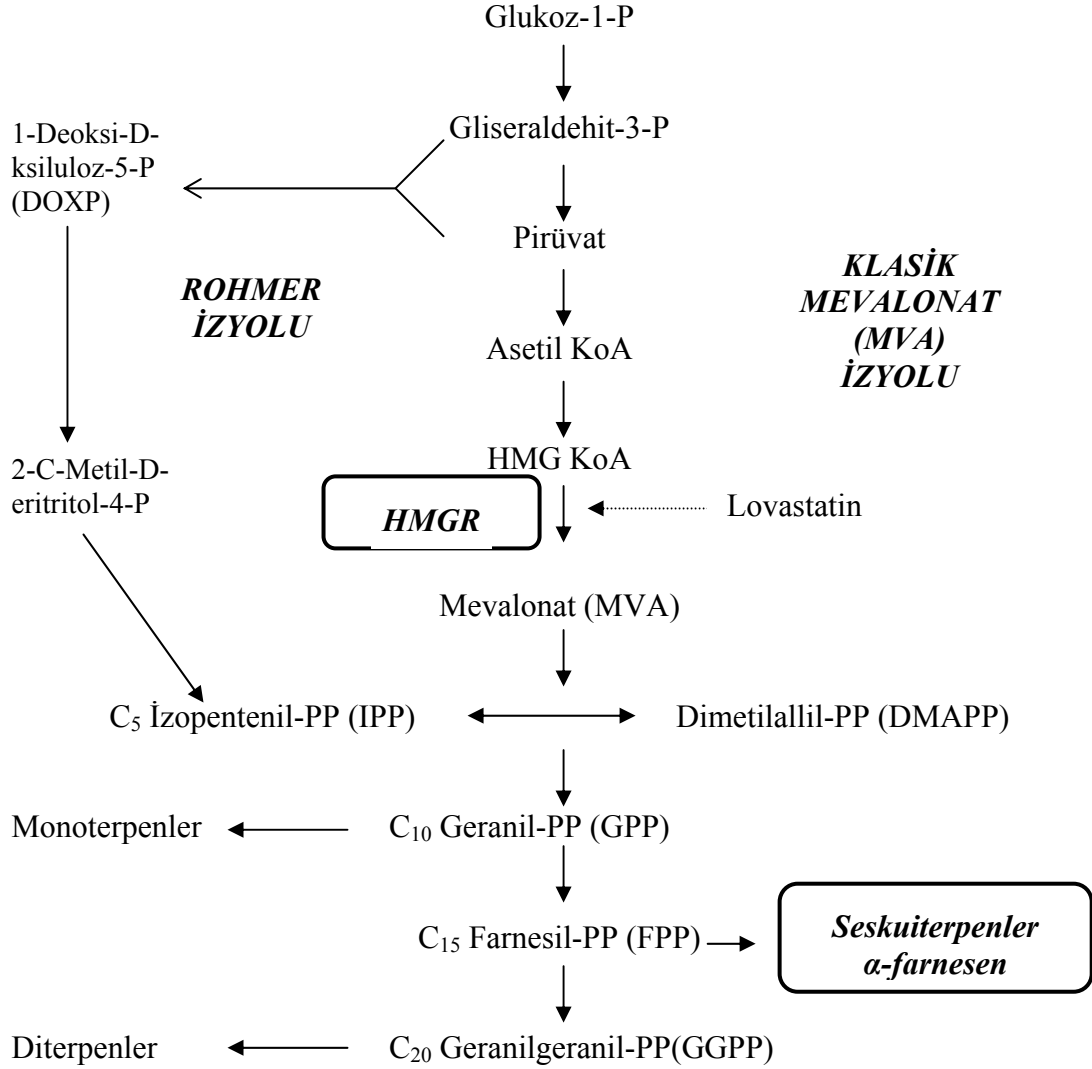 Glukoz-1-P
Gliseraldehit-3-P
1-Deoksi-D-
ksiluloz-5-P
(DOXP)
Pirüvat
ROHMER
İZYOLU
KLASİK
MEVALONAT
(MVA)
İZYOLU
Asetil KoA
HMG KoA
2-C-Metil-D-
eritritol-4-P
HMGR
Lovastatin
Mevalonat (MVA)
C₅ İzopentenil-PP (IPP)
Dimetilallil-PP (DMAPP)
Monoterpenler
C₁₀ Geranil-PP (GPP)
C₁₅ Farnesil-PP (FPP)
Seskuiterpenler
α-farnesen
Diterpenler
C₂₀ Geranilgeranil-PP(GGPP)